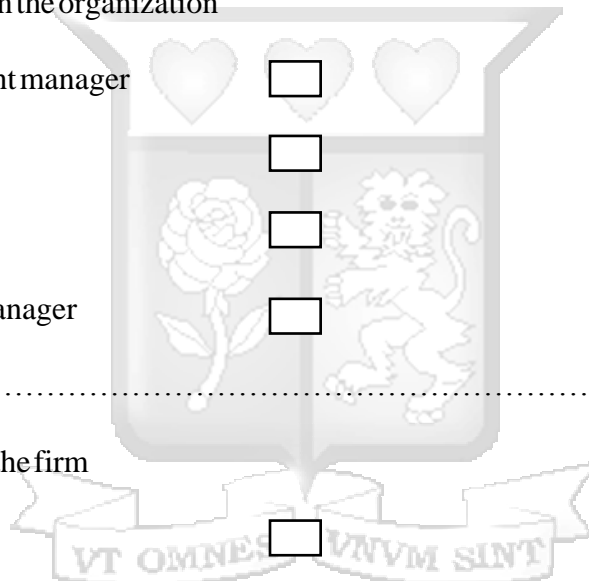 n the organization
nt manager
anager
……………………………………………………
he firm
VT OMNES VNVM SINT